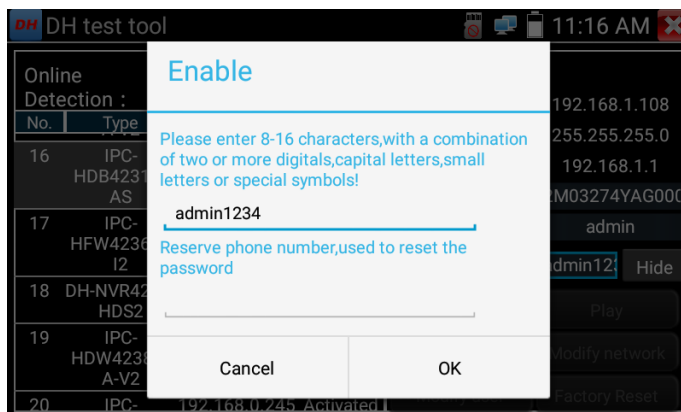 DH DH test tool 11:16 AM
Online
Detection :
No. Type
16 IPC-
HDB4231
AS
17 IPC-
HFW4236
I2
18 DH-NVR42
HDS2
19 IPC-
HDW4238
A-V2
20 IPC- 192.168.0.245 Activated
Enable
Please enter 8-16 characters,with a combination
of two or more digitals,capital letters,small
letters or special symbols!
admin1234
Reserve phone number,used to reset the
password
Cancel OK
192.168.1.108
255.255.255.0
192.168.1.1
2M03274YAG000
admin
admin123 Hide
Play
Modify network
Factory Reset